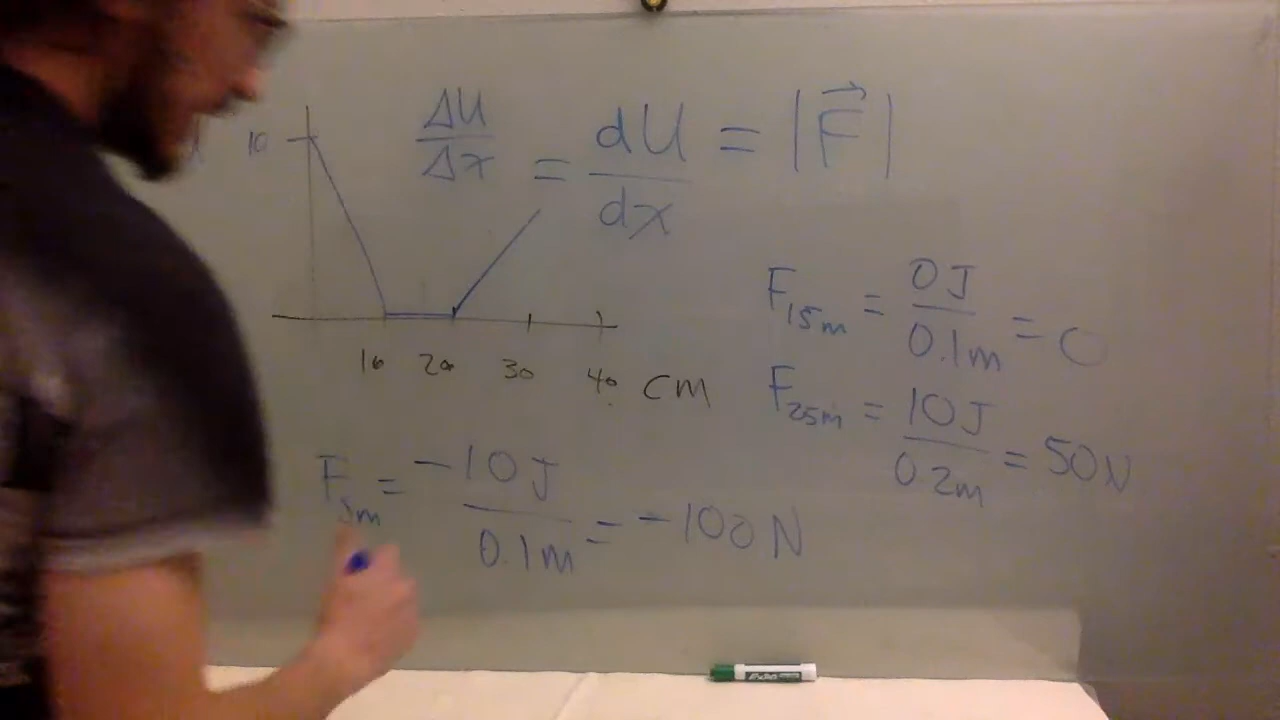 10
ΔU/Δx = dU/dx = |F⃗|
10 20 30 40 cm
F15m = 0J/0.1m = 0
F25m = 10J/0.2m = 50N
F5m = -10J/0.1m = -100N